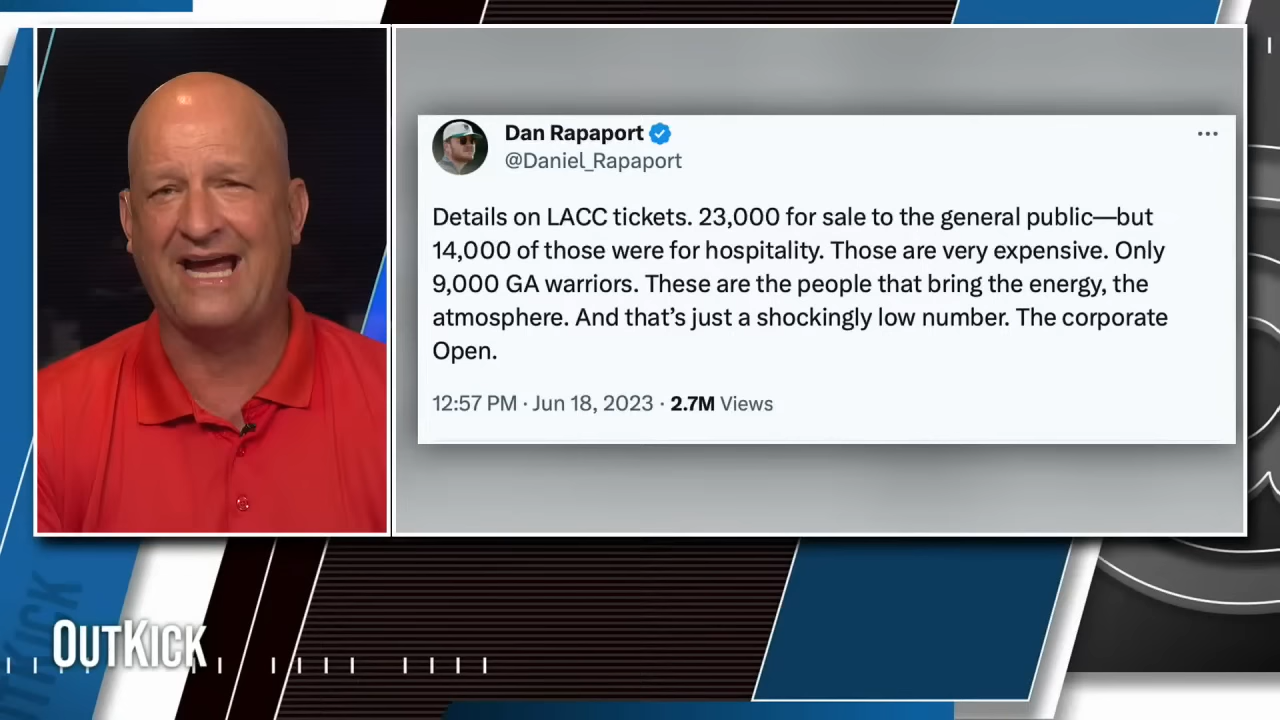 Dan Rapaport
@Daniel_Rapaport
Details on LACC tickets. 23,000 for sale to the general public—but
14,000 of those were for hospitality. Those are very expensive. Only
9,000 GA warriors. These are the people that bring the energy, the
atmosphere. And that’s just a shockingly low number. The corporate
Open.
12:57 PM · Jun 18, 2023 · 2.7M Views
OUTKICK
OUTKICK